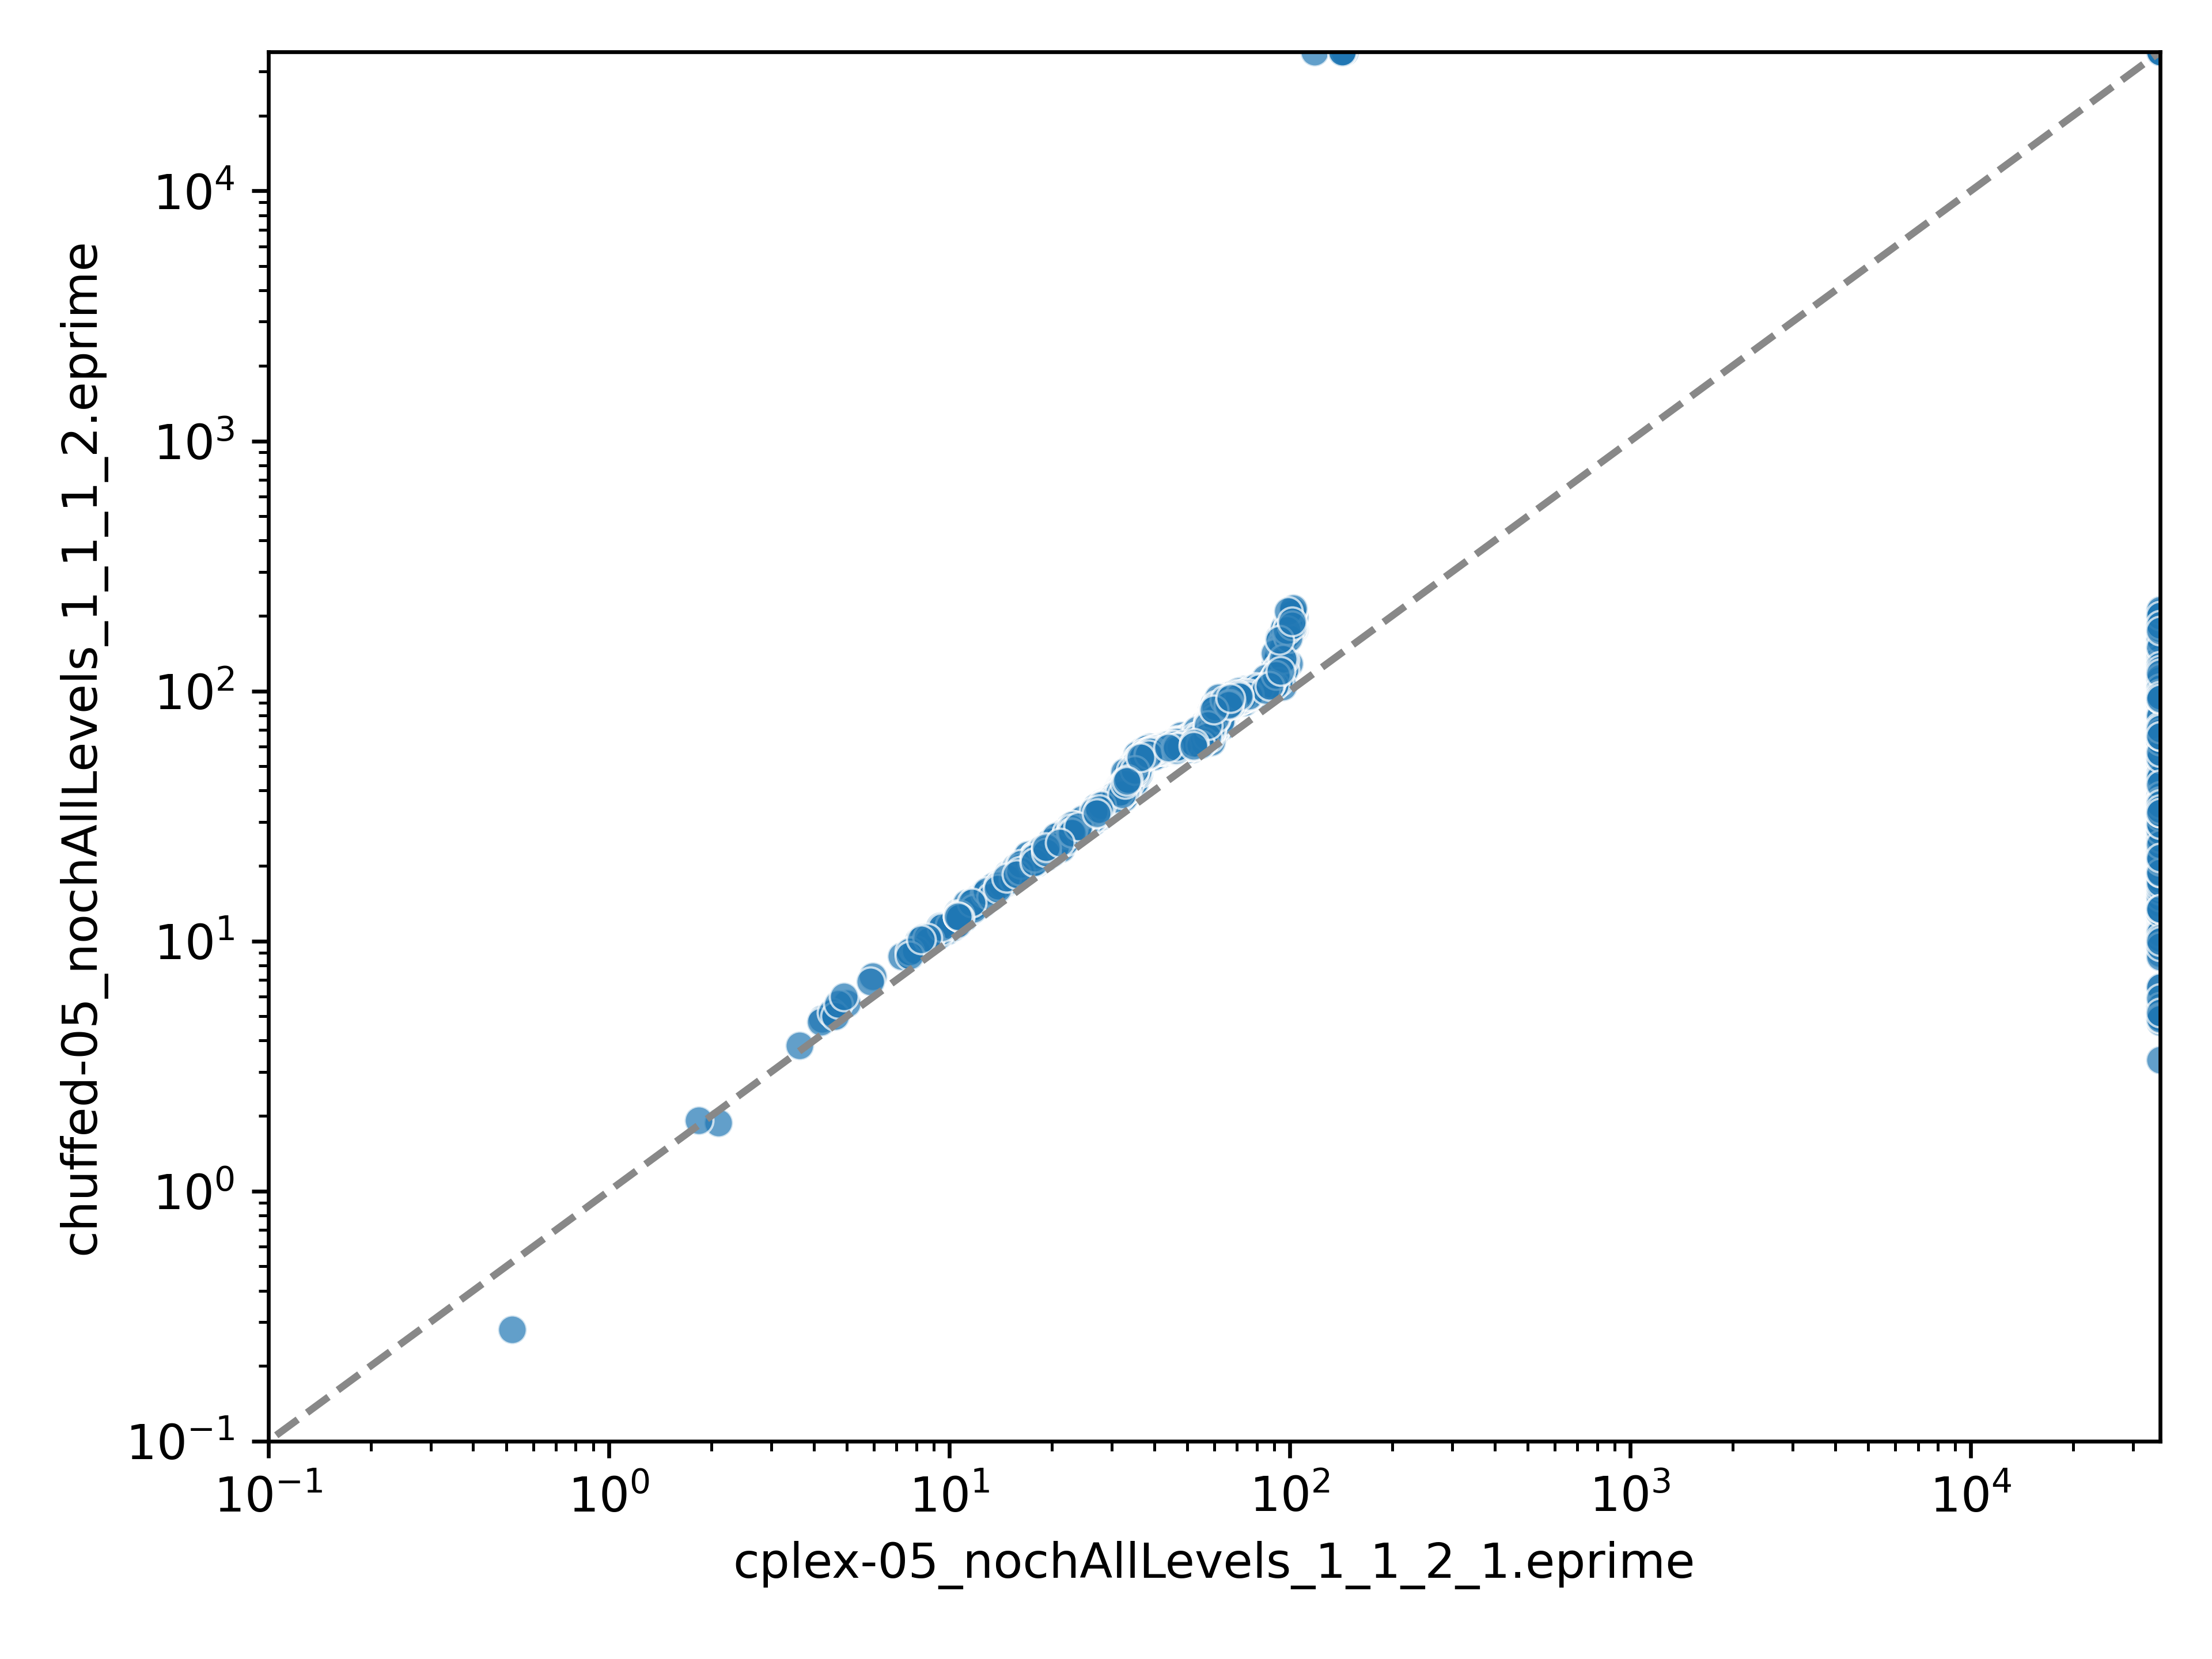 10⁴
10³
10²
10¹
10⁰
10⁻¹
chuffed-05_nochAllLevels_1_1_1_2.eprime
10⁻¹ 10⁰ 10¹ 10² 10³ 10⁴
cplex-05_nochAllLevels_1_1_2_1.eprime